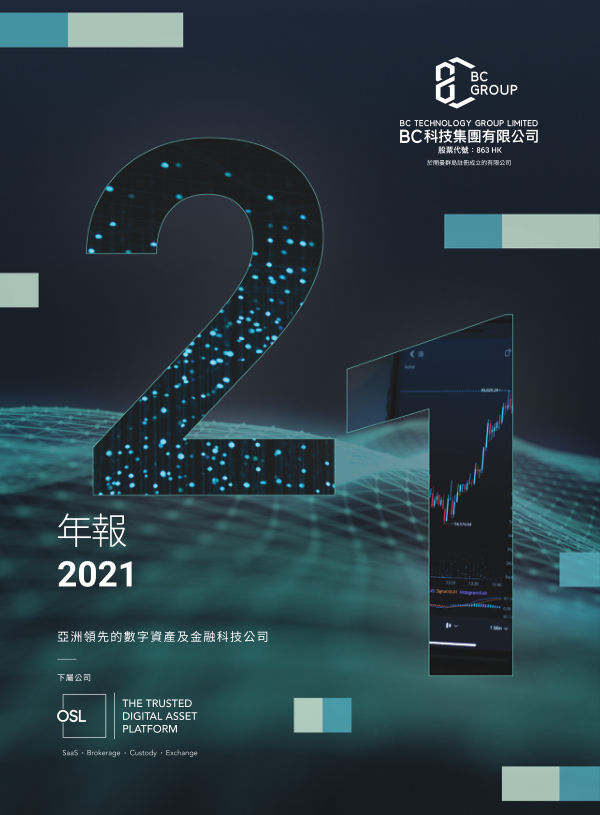 BC
GROUP
BC TECHNOLOGY GROUP LIMITED
BC科技集團有限公司
股票代號：863 HK
於開曼群島註冊成立的有限公司
21
年報
2021
亞洲領先的數字資產及金融科技公司
下屬公司
OSL
THE TRUSTED
DIGITAL ASSET
PLATFORM
SaaS · Brokerage · Custody · Exchange